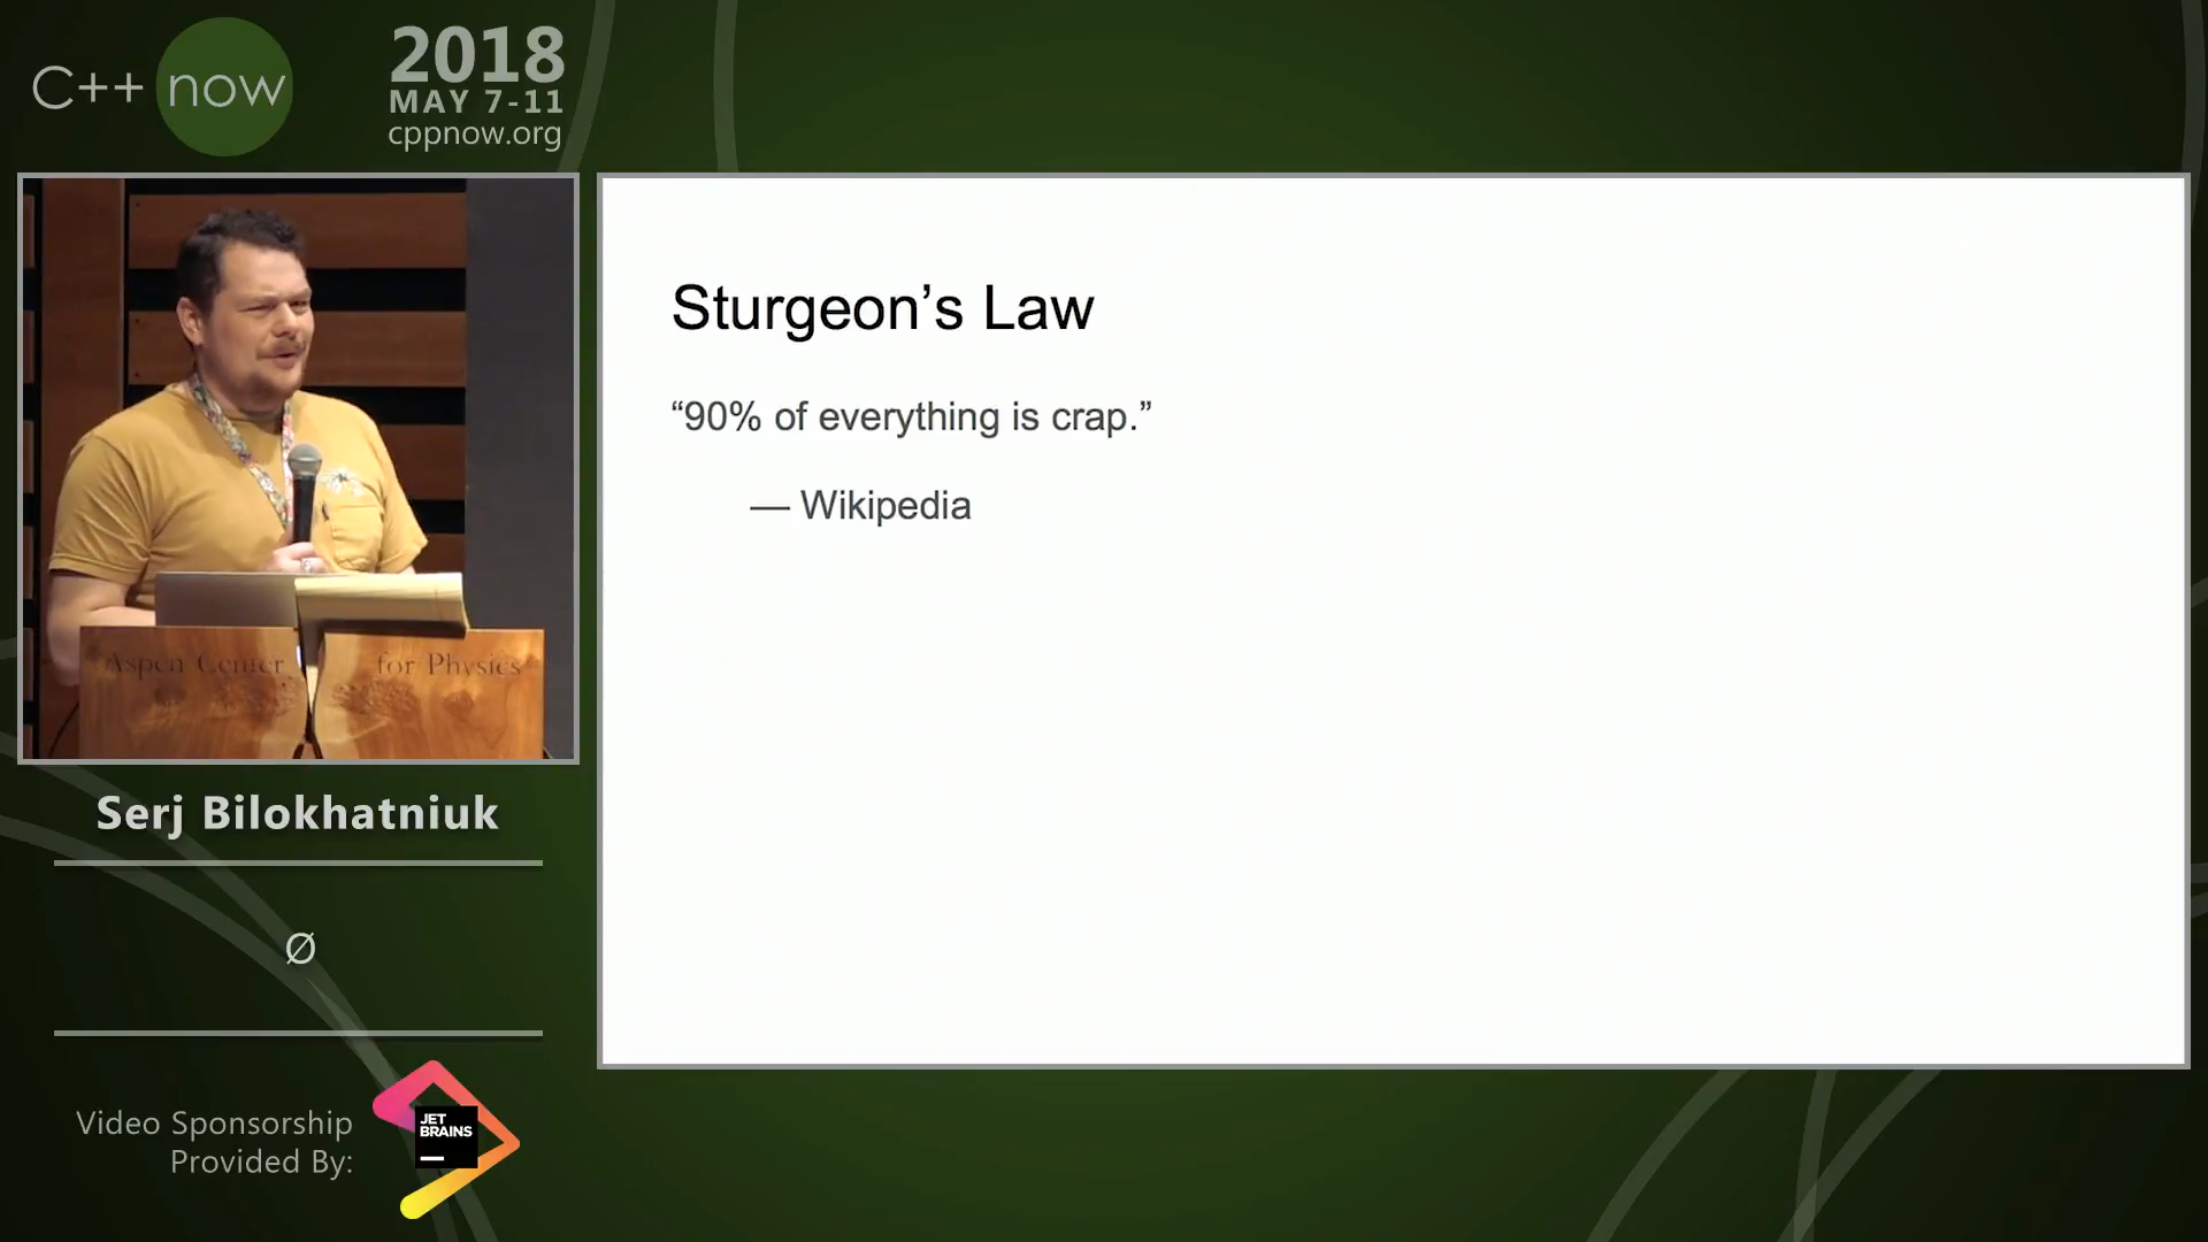 C++ now
2018
MAY 7-11
cppnow.org
Sturgeon’s Law
“90% of everything is crap.”
— Wikipedia
Aspen Center for Physics
Serj Bilokhatniuk
Ø
Video Sponsorship
Provided By:
JET
BRAINS